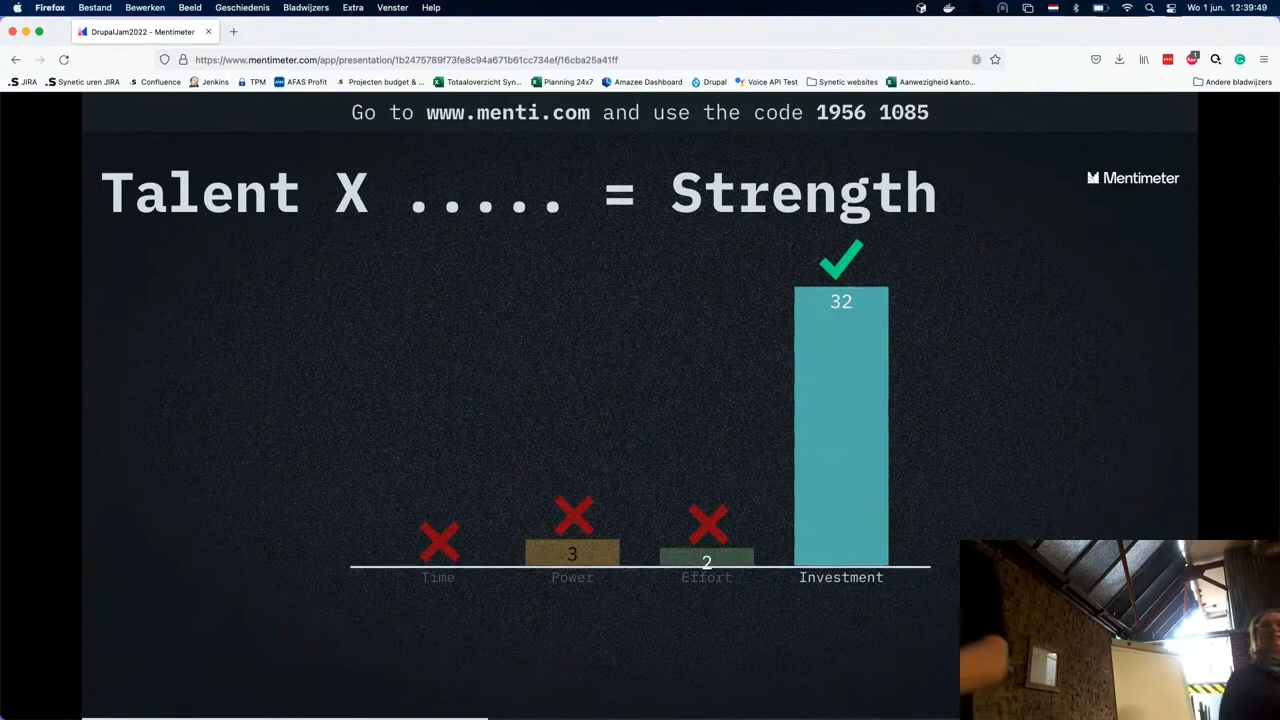 Firefox Bestand Bewerken Beeld Geschiedenis Bladwijzers Extra Venster Help Wo 1 jun. 12:39:49
DrupalJam2022 - Mentimeter
https://www.mentimeter.com/app/presentation/1b2475789f73fe8c94a671b61cc734ef/16cba25a41ff
JIRA Synetic uren JIRA Confluence Jenkins TPM AFAS Profit Projecten budget &... Totaaloverzicht Syn... Planning 24x7 Amazee Dashboard Drupal Voice API Test Synetic websites Aanwezigheid kanto... Andere bladwijzers
Go to www.menti.com and use the code 1956 1085
Talent X ..... = Strength
Mentimeter
32
3
2
Time Power Effort Investment